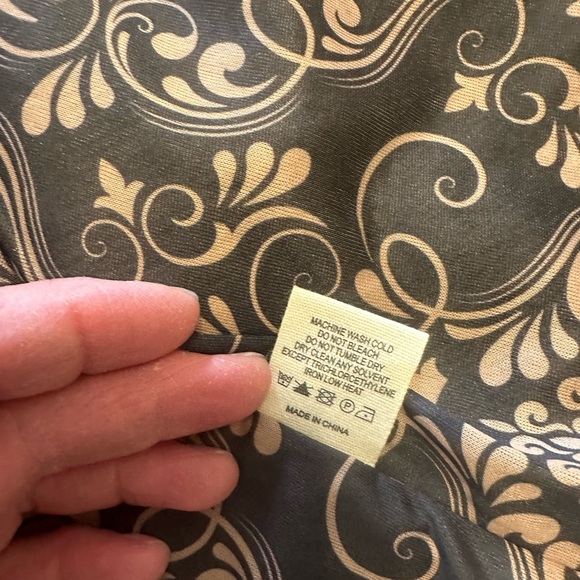 MACHINE WASH COLD
DO NOT BLEACH
DO NOT TUMBLE DRY
DRY CLEAN ANY SOLVENT
EXCEPT TRICHLORCETHYLENE
IRON LOW HEAT
P
MADE IN CHINA